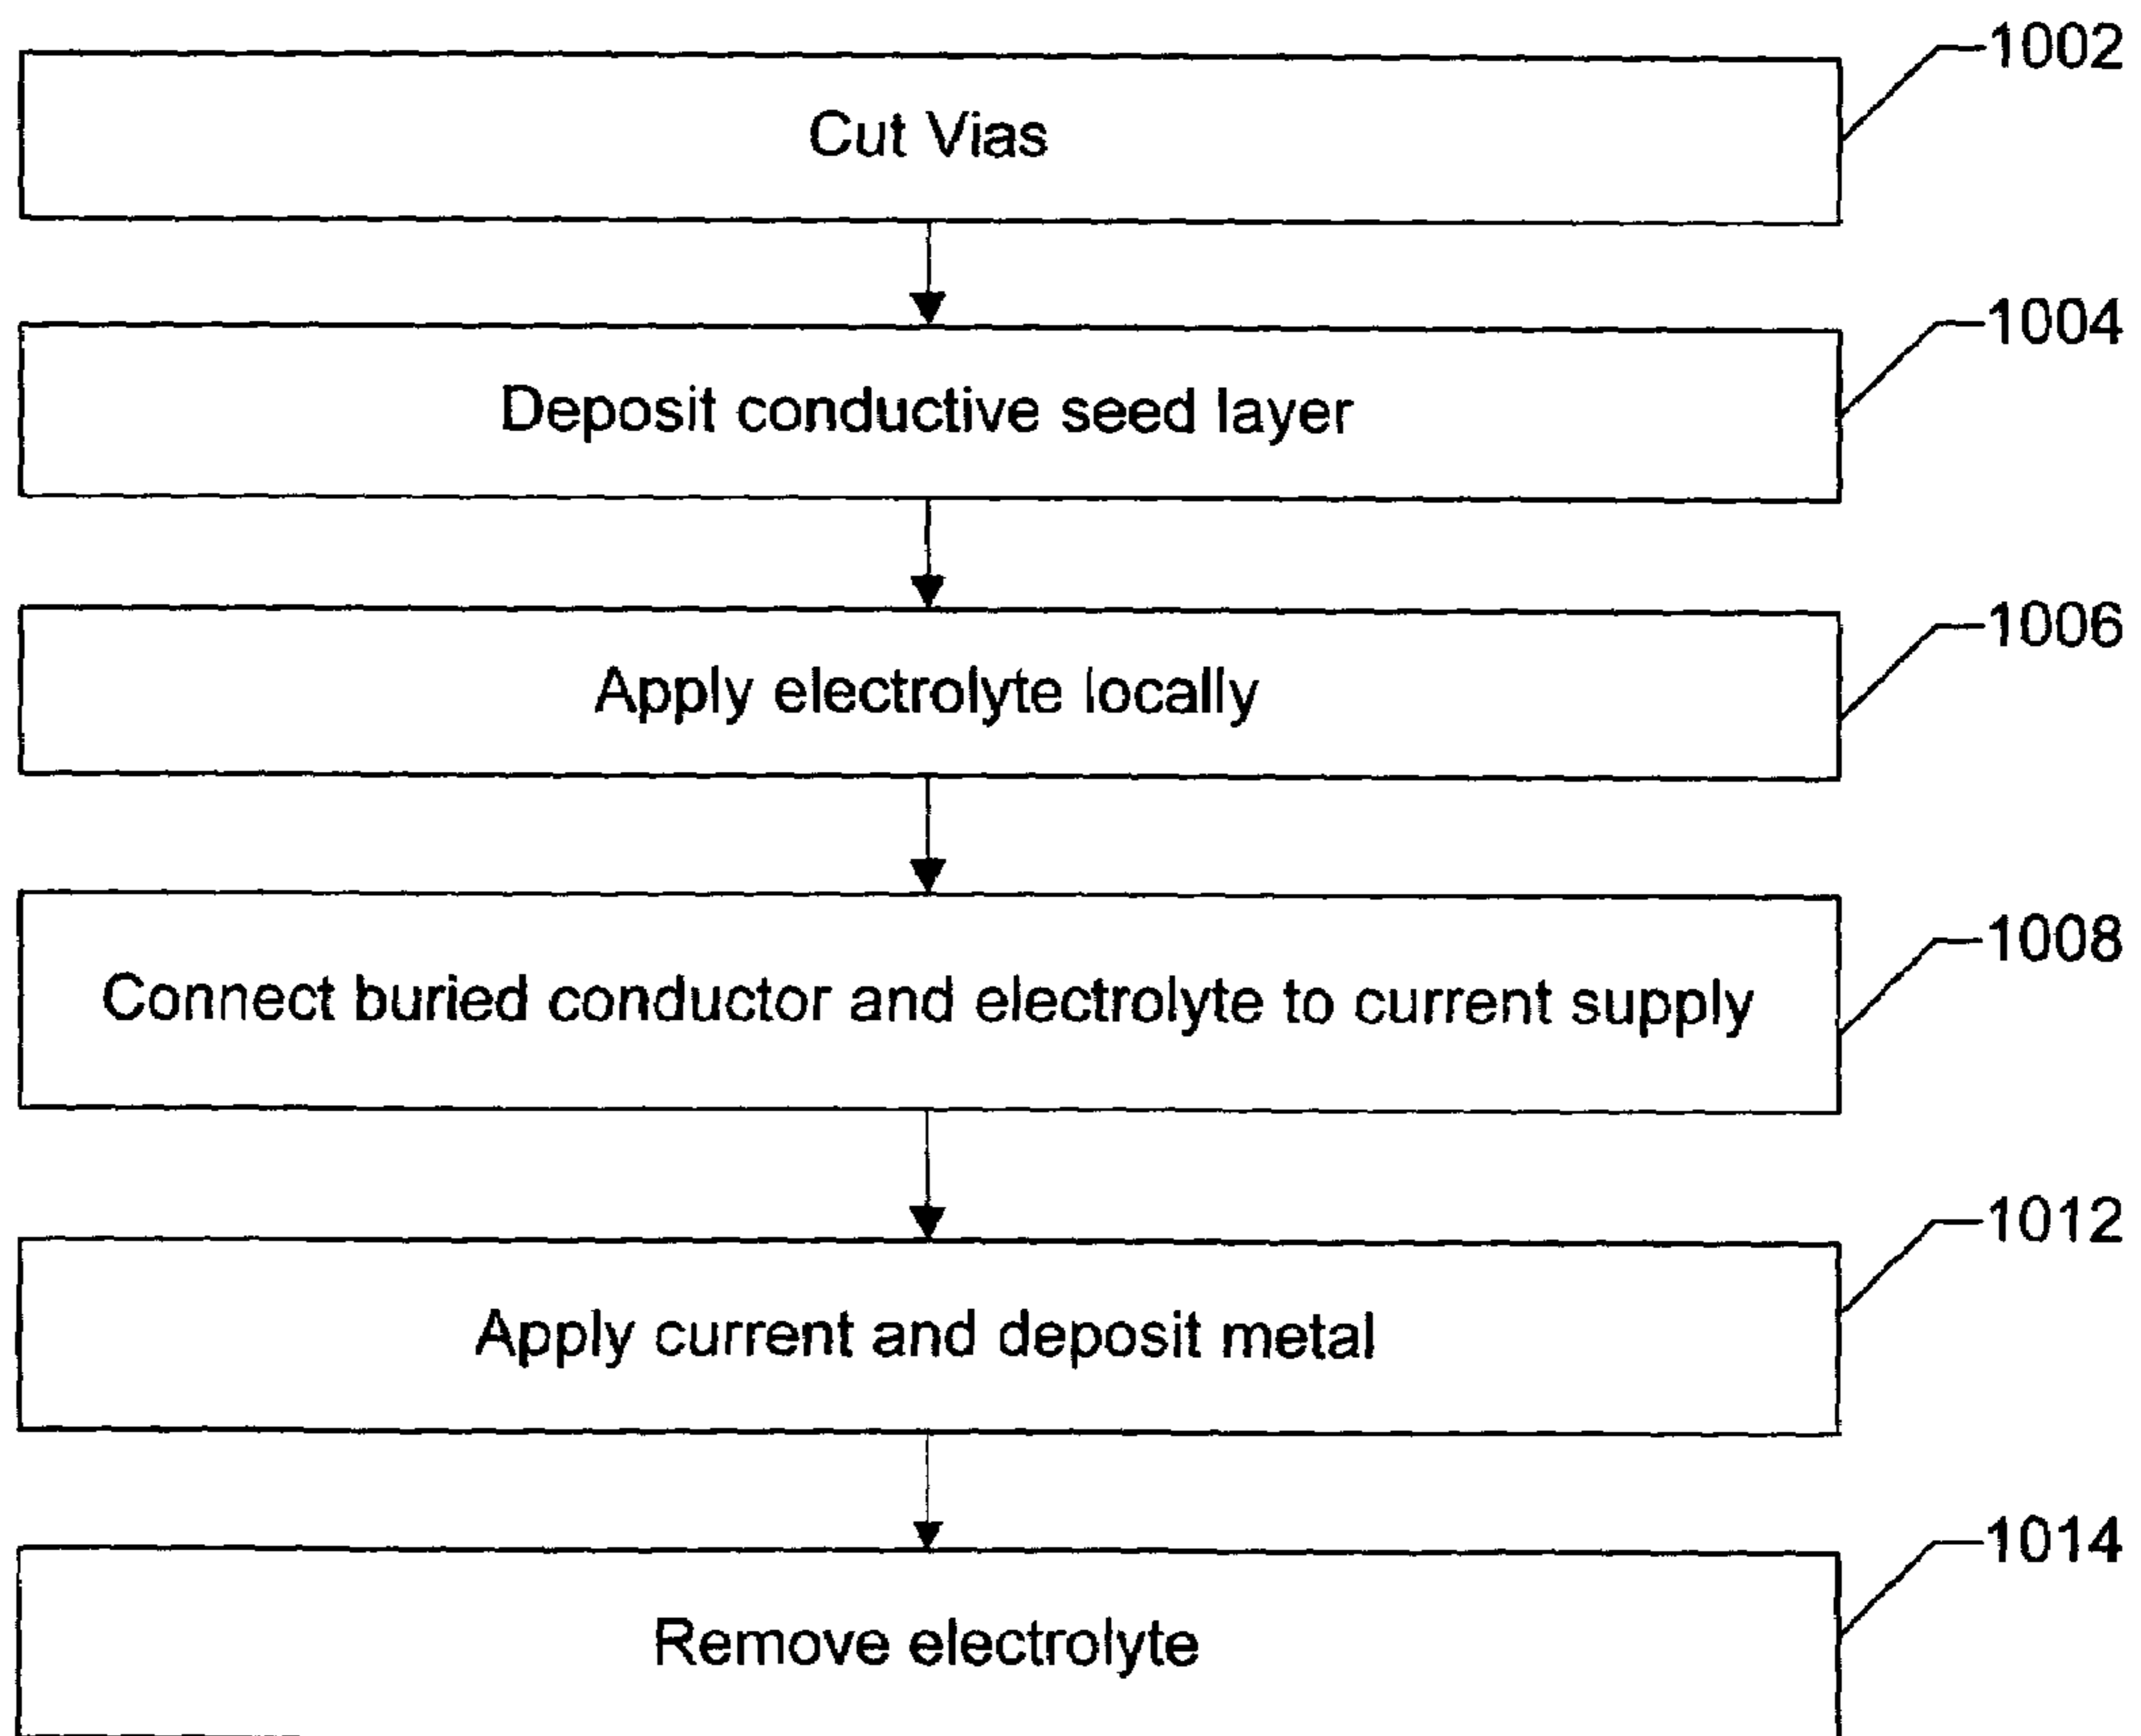 1002
Cut Vias
1004
Deposit conductive seed layer
1006
Apply electrolyte locally
1008
Connect buried conductor and electrolyte to current supply
1012
Apply current and deposit metal
1014
Remove electrolyte